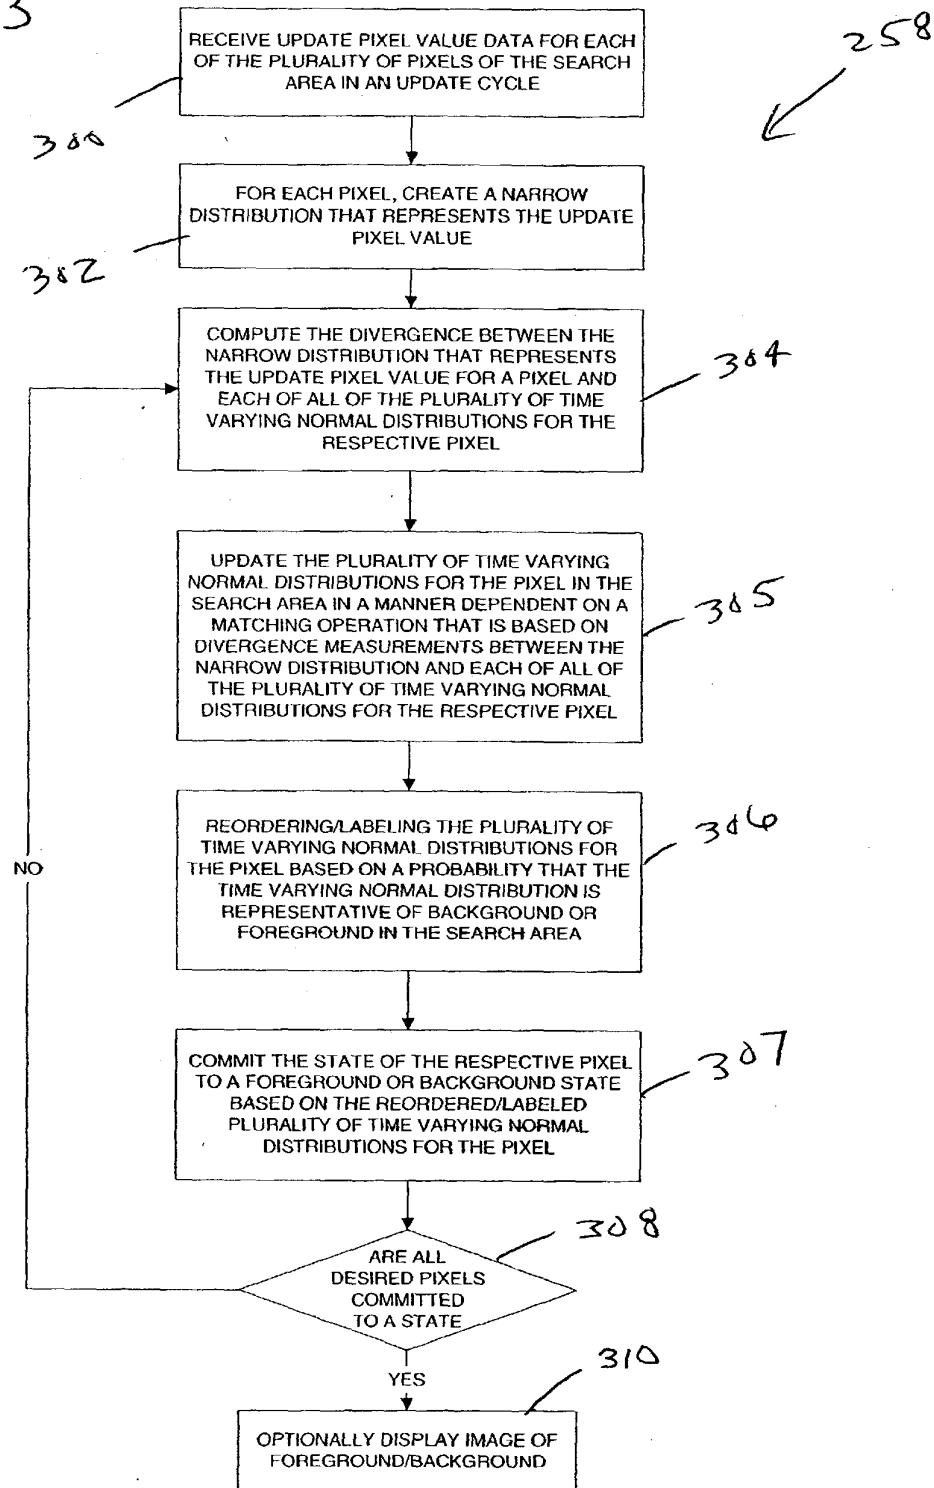 3
258
RECEIVE UPDATE PIXEL VALUE DATA FOR EACH
OF THE PLURALITY OF PIXELS OF THE SEARCH
AREA IN AN UPDATE CYCLE
300
FOR EACH PIXEL, CREATE A NARROW
DISTRIBUTION THAT REPRESENTS THE UPDATE
PIXEL VALUE
302
COMPUTE THE DIVERGENCE BETWEEN THE
NARROW DISTRIBUTION THAT REPRESENTS
THE UPDATE PIXEL VALUE FOR A PIXEL AND
EACH OF ALL OF THE PLURALITY OF TIME
VARYING NORMAL DISTRIBUTIONS FOR THE
RESPECTIVE PIXEL
304
UPDATE THE PLURALITY OF TIME VARYING
NORMAL DISTRIBUTIONS FOR THE PIXEL IN THE
SEARCH AREA IN A MANNER DEPENDENT ON A
MATCHING OPERATION THAT IS BASED ON
DIVERGENCE MEASUREMENTS BETWEEN THE
NARROW DISTRIBUTION AND EACH OF ALL OF
THE PLURALITY OF TIME VARYING NORMAL
DISTRIBUTIONS FOR THE RESPECTIVE PIXEL
305
REORDERING/LABELING THE PLURALITY OF
TIME VARYING NORMAL DISTRIBUTIONS FOR
THE PIXEL BASED ON A PROBABILITY THAT THE
TIME VARYING NORMAL DISTRIBUTION IS
REPRESENTATIVE OF BACKGROUND OR
FOREGROUND IN THE SEARCH AREA
306
NO
COMMIT THE STATE OF THE RESPECTIVE PIXEL
TO A FOREGROUND OR BACKGROUND STATE
BASED ON THE REORDERED/LABELED
PLURALITY OF TIME VARYING NORMAL
DISTRIBUTIONS FOR THE PIXEL
307
ARE ALL
DESIRED PIXELS
COMMITTED
TO A STATE
308
YES
310
OPTIONALLY DISPLAY IMAGE OF
FOREGROUND/BACKGROUND